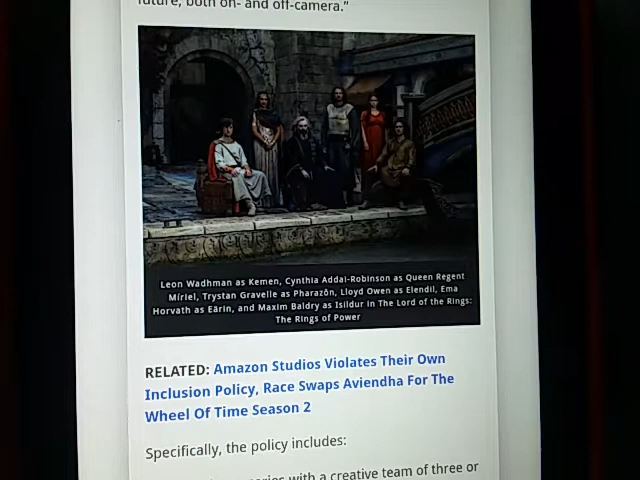 future, both on- and off-camera."
Leon Wadhman as Kemen, Cynthia Addai-Robinson as Queen Regent
Míriel, Trystan Gravelle as Pharazôn, Lloyd Owen as Elendil, Ema
Horvath as Eärin, and Maxim Baldry as Isildur in The Lord of the Rings:
The Rings of Power
RELATED: Amazon Studios Violates Their Own
Inclusion Policy, Race Swaps Aviendha For The
Wheel Of Time Season 2
Specifically, the policy includes:
series with a creative team of three or